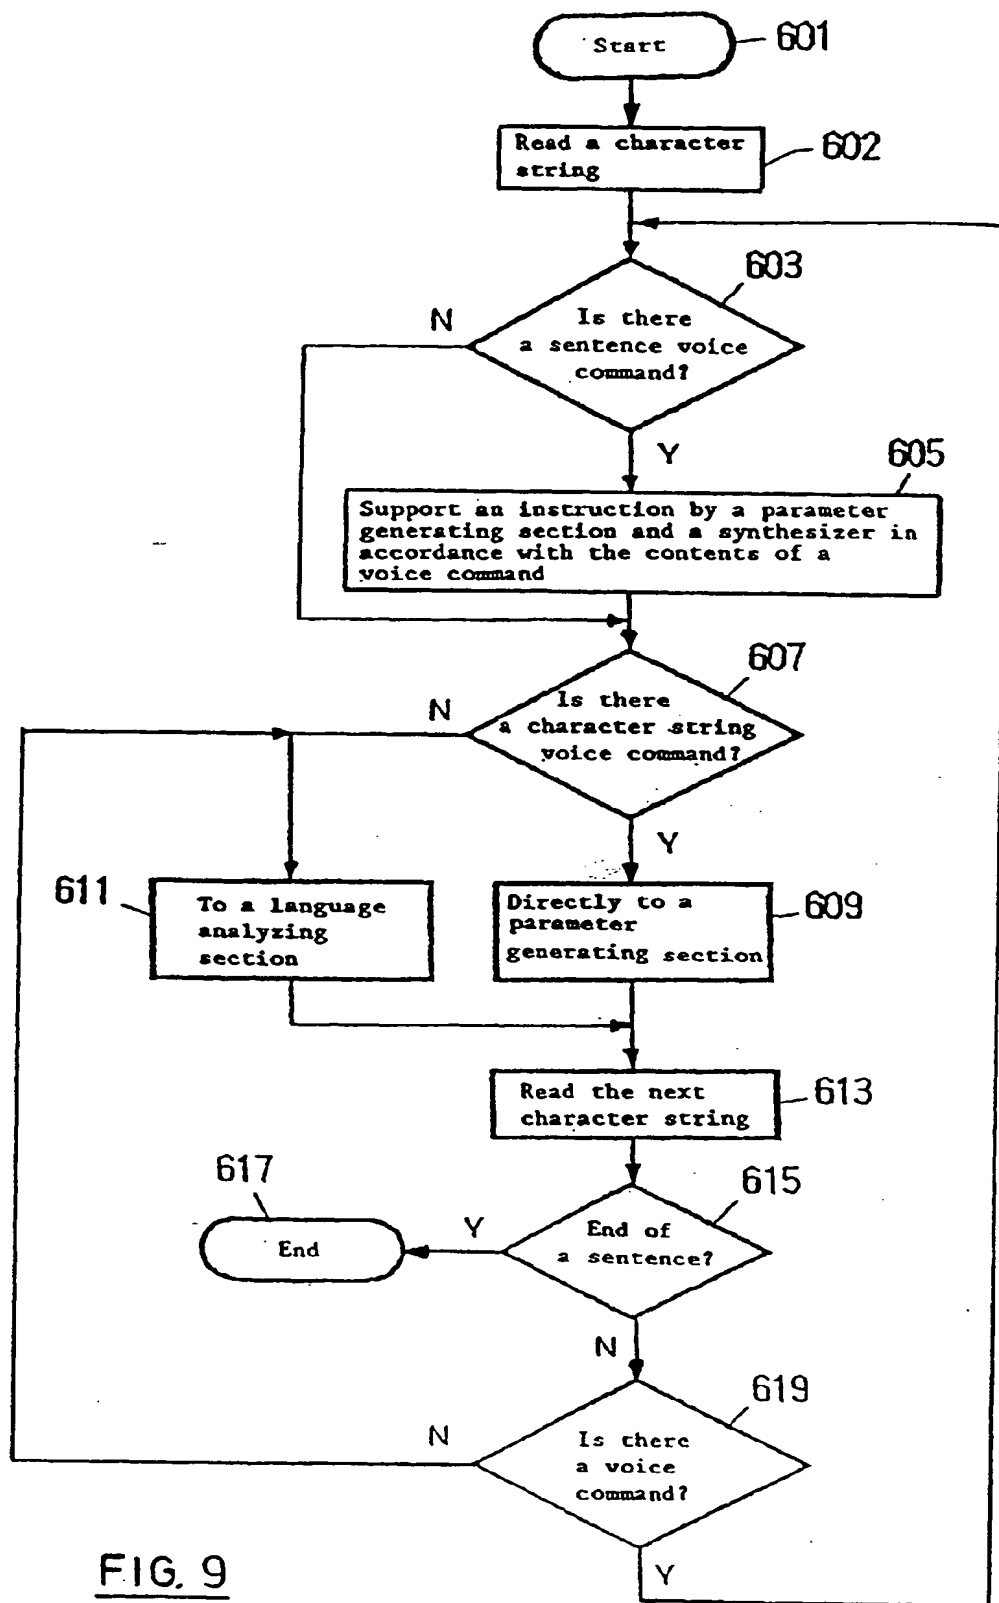 Start
601
Read a character
string
602
603
N
Is there
a sentence voice
command?
Y
605
Support an instruction by a parameter
generating section and a synthesizer in
accordance with the contents of a
voice command
607
N
Is there
a character string
voice command?
Y
611
To a language
analyzing
section
Directly to a
parameter
generating section
609
Read the next
character string
613
617
End
Y
615
End of
a sentence?
N
619
N
Is there
a voice
command?
Y
FIG. 9